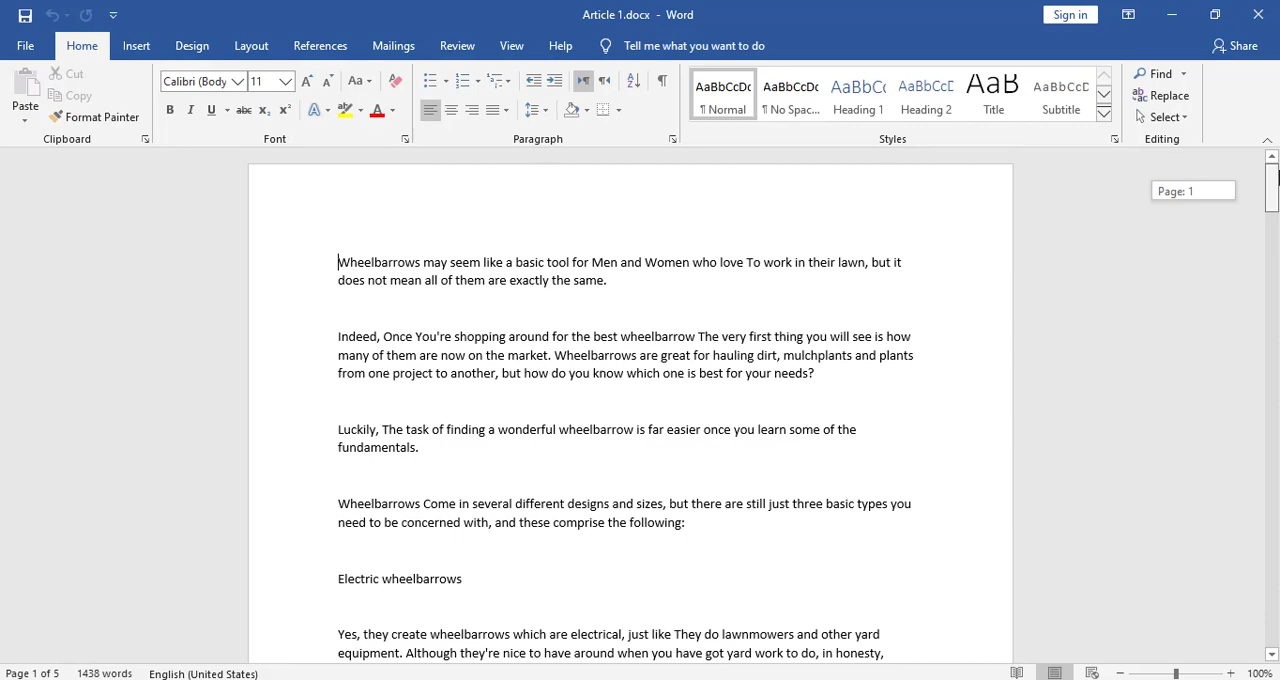 Article 1.docx - Word
Sign in
File Home Insert Design Layout References Mailings Review View Help Tell me what you want to do Share
Paste
Cut
Copy
Format Painter
Clipboard
Calibri (Body 11
Aa
B I U abc X₂ X²
A A
Font
Paragraph
AaBbCcDc AaBbCcDc AaBbCc AaBbCcD AaB AaBbCcD
¶ Normal ¶ No Spac... Heading 1 Heading 2 Title Subtitle
Styles
Find
Replace
Select
Editing
Page: 1
Wheelbarrows may seem like a basic tool for Men and Women who love To work in their lawn, but it
does not mean all of them are exactly the same.
Indeed, Once You're shopping around for the best wheelbarrow The very first thing you will see is how
many of them are now on the market. Wheelbarrows are great for hauling dirt, mulchplants and plants
from one project to another, but how do you know which one is best for your needs?
Luckily, The task of finding a wonderful wheelbarrow is far easier once you learn some of the
fundamentals.
Wheelbarrows Come in several different designs and sizes, but there are still just three basic types you
need to be concerned with, and these comprise the following:
Electric wheelbarrows
Yes, they create wheelbarrows which are electrical, just like They do lawnmowers and other yard
equipment. Although they're nice to have around when you have got yard work to do, in honesty,
Page 1 of 5 1438 words English (United States) 100%